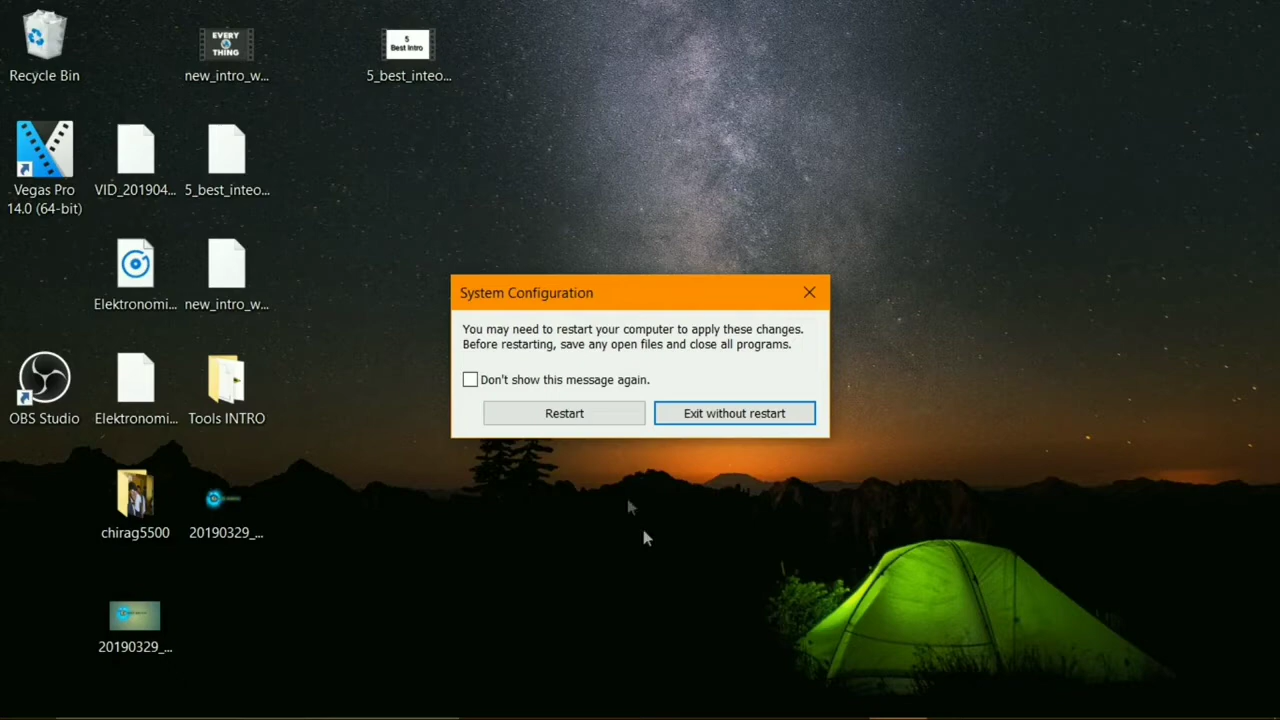 Recycle Bin
EVERY
THING
new_intro_w...
5
Best Intro
5_best_inteo...
Vegas Pro
14.0 (64-bit)
VID_201904...
5_best_inteo...
Elektronomi...
new_intro_w...
OBS Studio
Elektronomi...
Tools INTRO
chirag5500
20190329_...
20190329_...
System Configuration
You may need to restart your computer to apply these changes.
Before restarting, save any open files and close all programs.
Don't show this message again.
Restart
Exit without restart